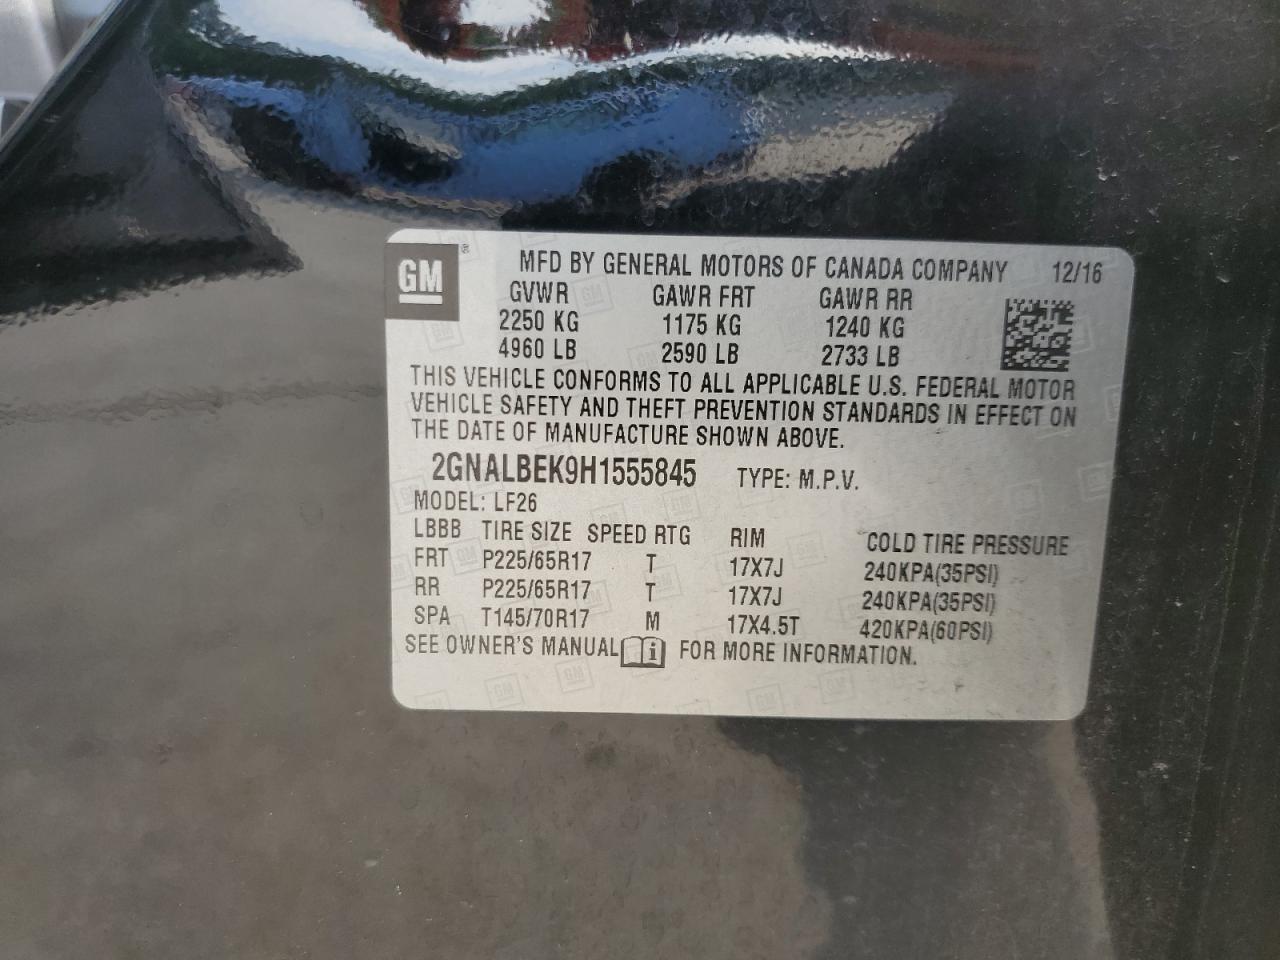 GM ®
MFD BY GENERAL MOTORS OF CANADA COMPANY 12/16
GVWR GAWR FRT GAWR RR
2250 KG 1175 KG 1240 KG
4960 LB 2590 LB 2733 LB
THIS VEHICLE CONFORMS TO ALL APPLICABLE U.S. FEDERAL MOTOR
VEHICLE SAFETY AND THEFT PREVENTION STANDARDS IN EFFECT ON
THE DATE OF MANUFACTURE SHOWN ABOVE.
2GNALBEK9H1555845 TYPE: M.P.V.
MODEL: LF26
LBBB TIRE SIZE SPEED RTG RIM COLD TIRE PRESSURE
FRT P225/65R17 T 17X7J 240KPA(35PSI)
RR P225/65R17 T 17X7J 240KPA(35PSI)
SPA T145/70R17 M 17X4.5T 420KPA(60PSI)
SEE OWNER'S MANUAL i FOR MORE INFORMATION.